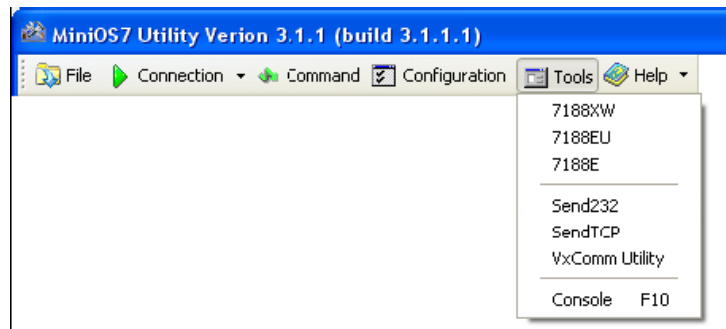 MiniOS7 Utility Verion 3.1.1 (build 3.1.1.1)
File Connection Command Configuration Tools Help
7188XW
7188EU
7188E
Send232
SendTCP
VxComm Utility
Console F10